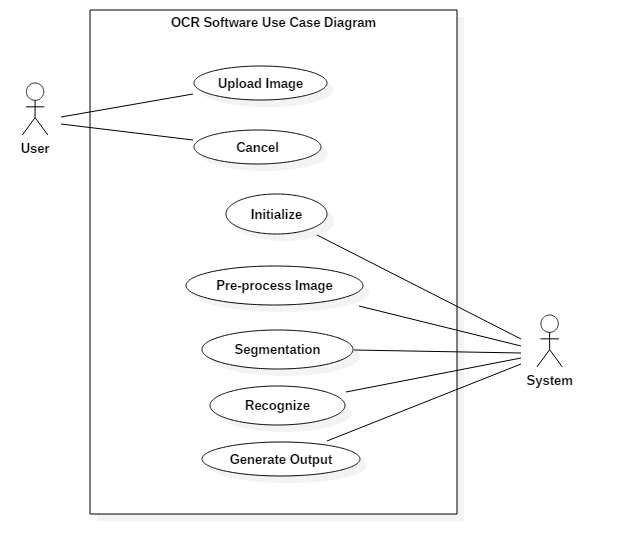 OCR Software Use Case Diagram
Upload Image
Cancel
User
Initialize
Pre-process Image
Segmentation
System
Recognize
Generate Output